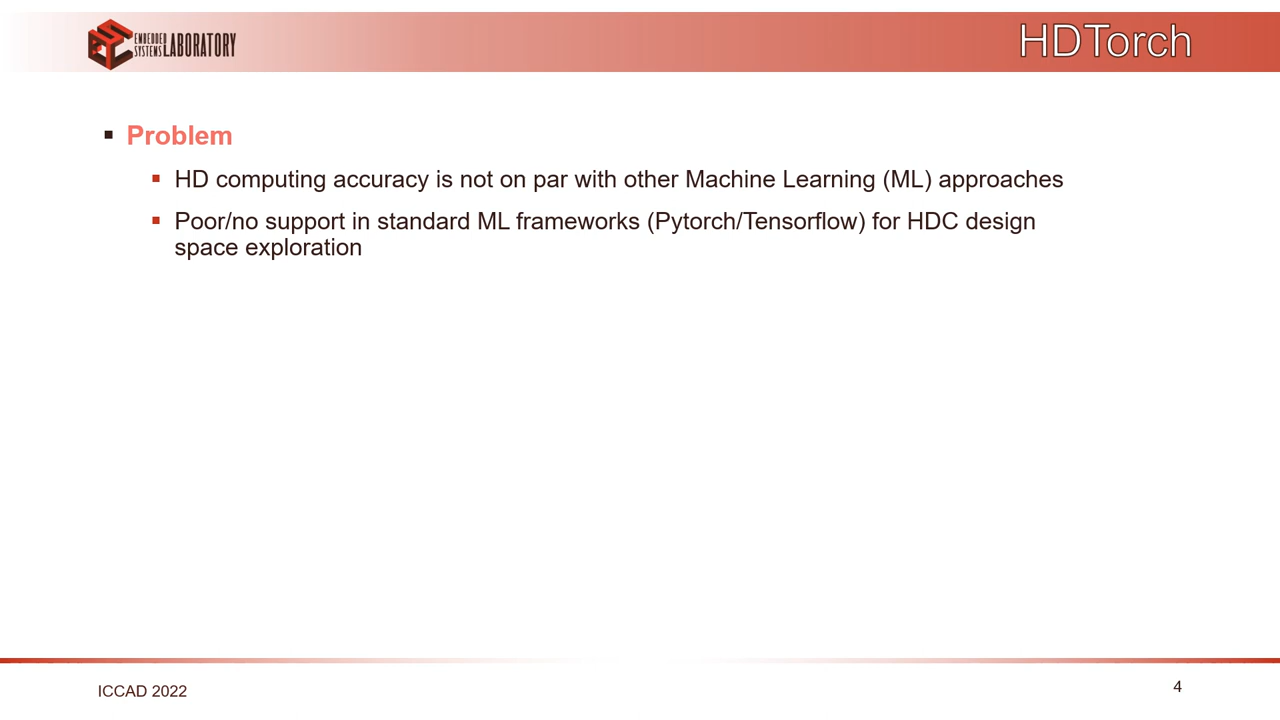 EMBEDDED
SYSTEMS LABORATORY
HDTorch
Problem
HD computing accuracy is not on par with other Machine Learning (ML) approaches
Poor/no support in standard ML frameworks (Pytorch/Tensorflow) for HDC design
space exploration
ICCAD 2022
4